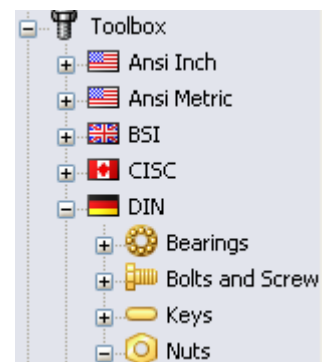 Toolbox
Ansi Inch
Ansi Metric
BSI
CISC
DIN
Bearings
Bolts and Screw
Keys
Nuts